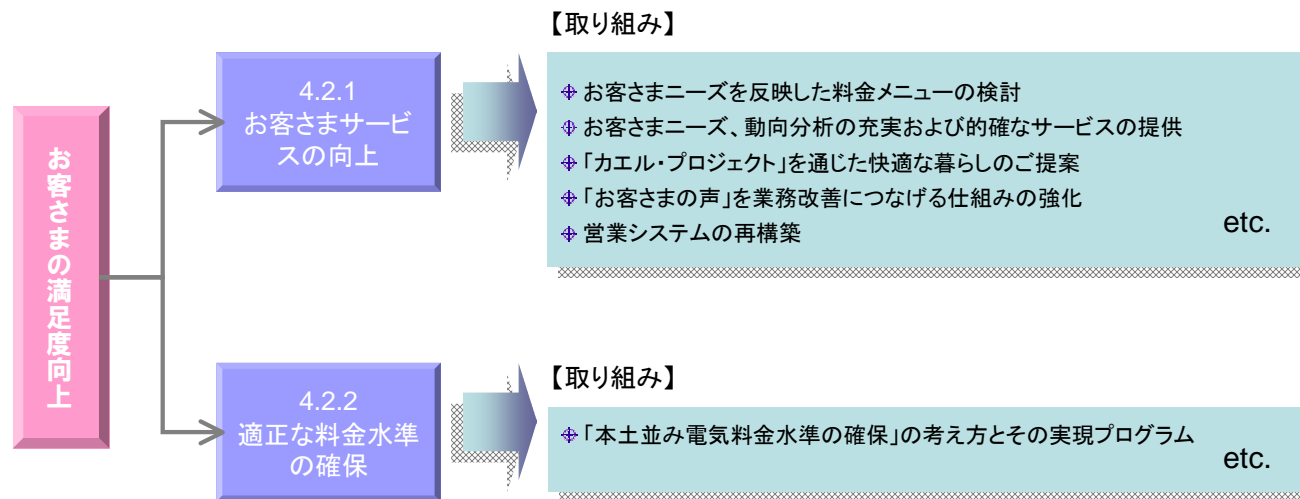 お客さまの満足度向上
4.2.1
お客さまサービ
スの向上
【取り組み】
お客さまニーズを反映した料金メニューの検討
お客さまニーズ、動向分析の充実および的確なサービスの提供
「カエル・プロジェクト」を通じた快適な暮らしのご提案
「お客さまの声」を業務改善につなげる仕組みの強化
営業システムの再構築
etc.
4.2.2
適正な料金水準
の確保
【取り組み】
「本土並み電気料金水準の確保」の考え方とその実現プログラム
etc.